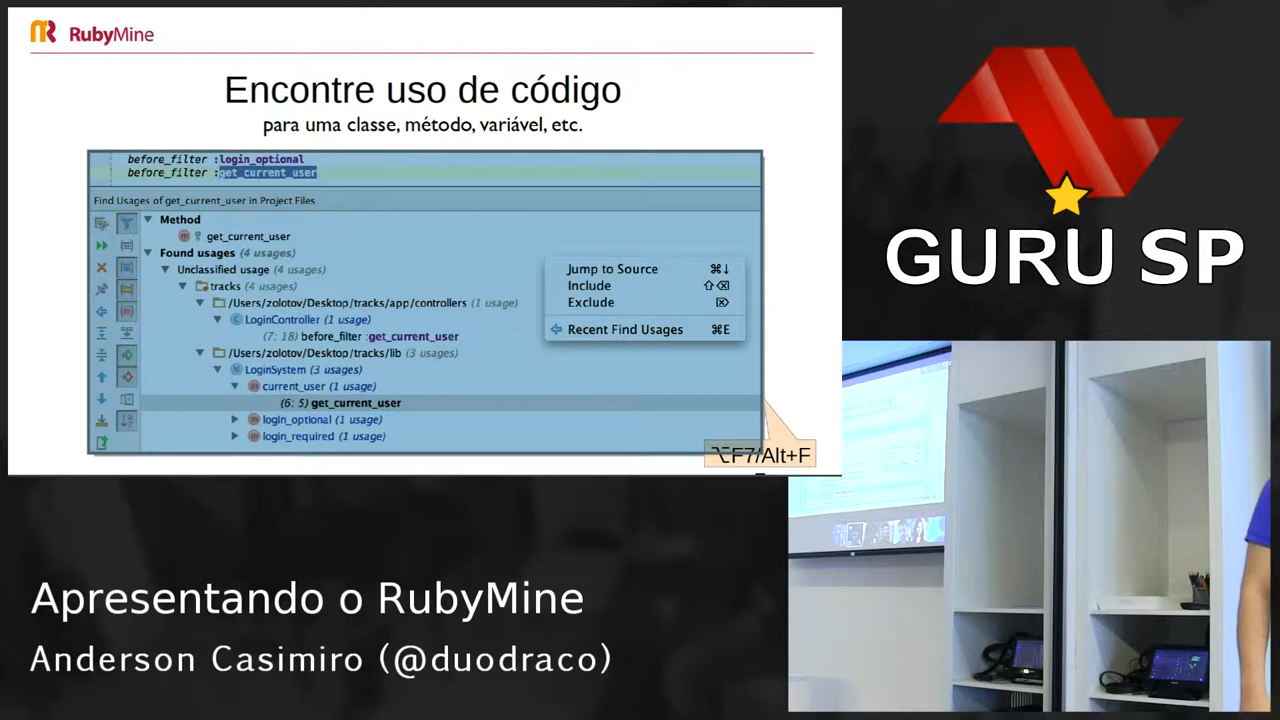 RubyMine
Encontre uso de código
para uma classe, método, variável, etc.
before_filter :login_optional
before_filter :get_current_user
Find Usages of get_current_user in Project Files
Method
get_current_user
Found usages (4 usages)
Unclassified usage (4 usages)
tracks (4 usages)
/Users/zolotov/Desktop/tracks/app/controllers (1 usage)
LoginController (1 usage)
(7: 18) before_filter :get_current_user
/Users/zolotov/Desktop/tracks/lib (3 usages)
LoginSystem (3 usages)
current_user (1 usage)
(6: 5) get_current_user
login_optional (1 usage)
login_required (1 usage)
Jump to Source ⌘↓
Include ⇧⌫
Exclude ⌦
Recent Find Usages ⌘E
⌥F7/Alt+F
GURU SP
Apresentando o RubyMine
Anderson Casimiro (@duodraco)